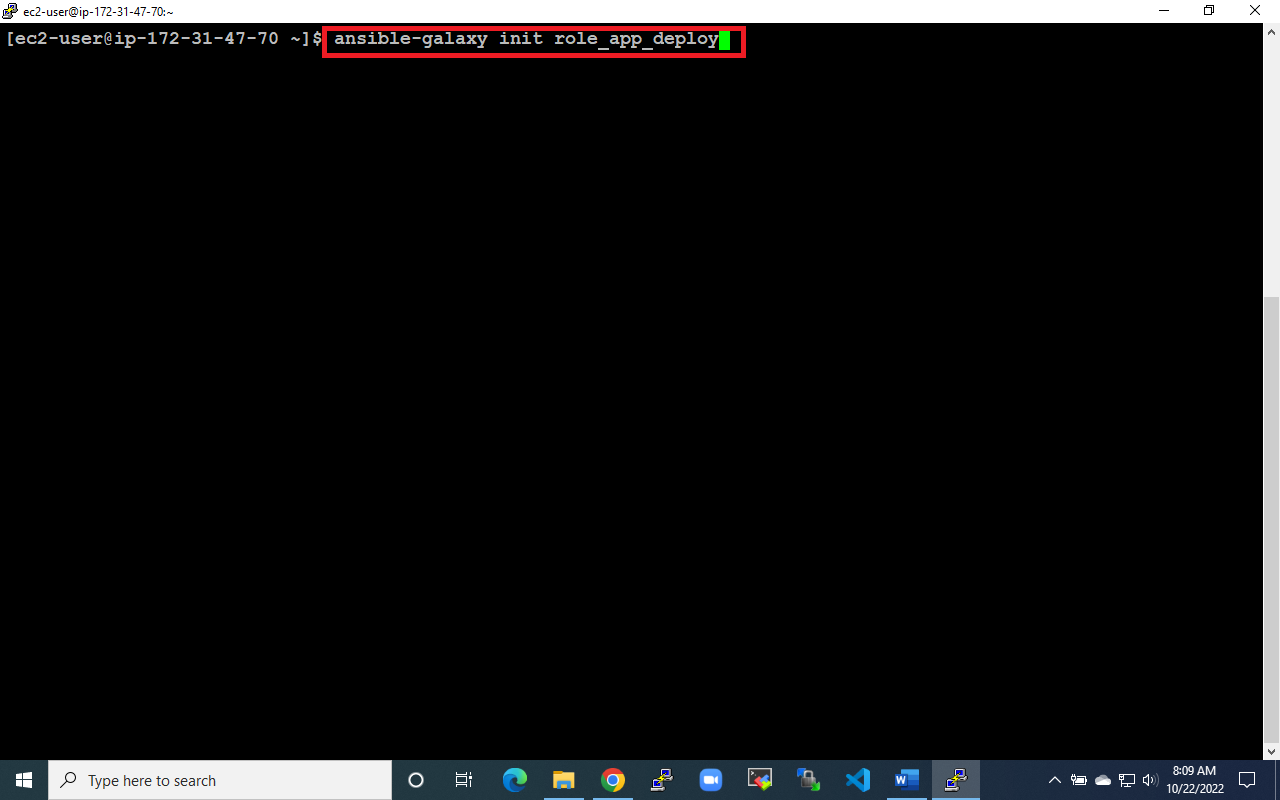 ec2-user@ip-172-31-47-70:~
[ec2-user@ip-172-31-47-70 ~]$ ansible-galaxy init role_app_deploy
Type here to search
8:09 AM
10/22/2022